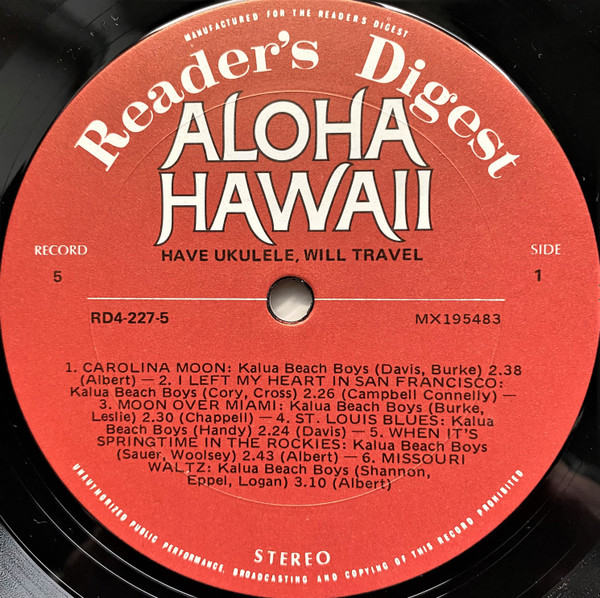 MANUFACTURED FOR THE READERS DIGEST
Reader's Digest
ALOHA
HAWAII
HAVE UKULELE, WILL TRAVEL
RECORD
5
SIDE
1
RD4-227-5
MX195483
1. CAROLINA MOON: Kalua Beach Boys (Davis, Burke) 2.38
(Albert) — 2. I LEFT MY HEART IN SAN FRANCISCO:
Kalua Beach Boys (Cory, Cross) 2.26 (Campbell Connelly) —
3. MOON OVER MIAMI: Kalua Beach Boys (Burke,
Leslie) 2.30 (Chappell) — 4. ST. LOUIS BLUES: Kalua
Beach Boys (Handy) 2.24 (Davis) — 5. WHEN IT'S
SPRINGTIME IN THE ROCKIES: Kalua Beach Boys
(Sauer, Woolsey) 2.43 (Albert) — 6. MISSOURI
WALTZ: Kalua Beach Boys (Shannon,
Eppel, Logan) 3.10 (Albert)
STEREO
UNAUTHORIZED PUBLIC PERFORMANCE, BROADCASTING AND COPYING OF THIS RECORD PROHIBITED